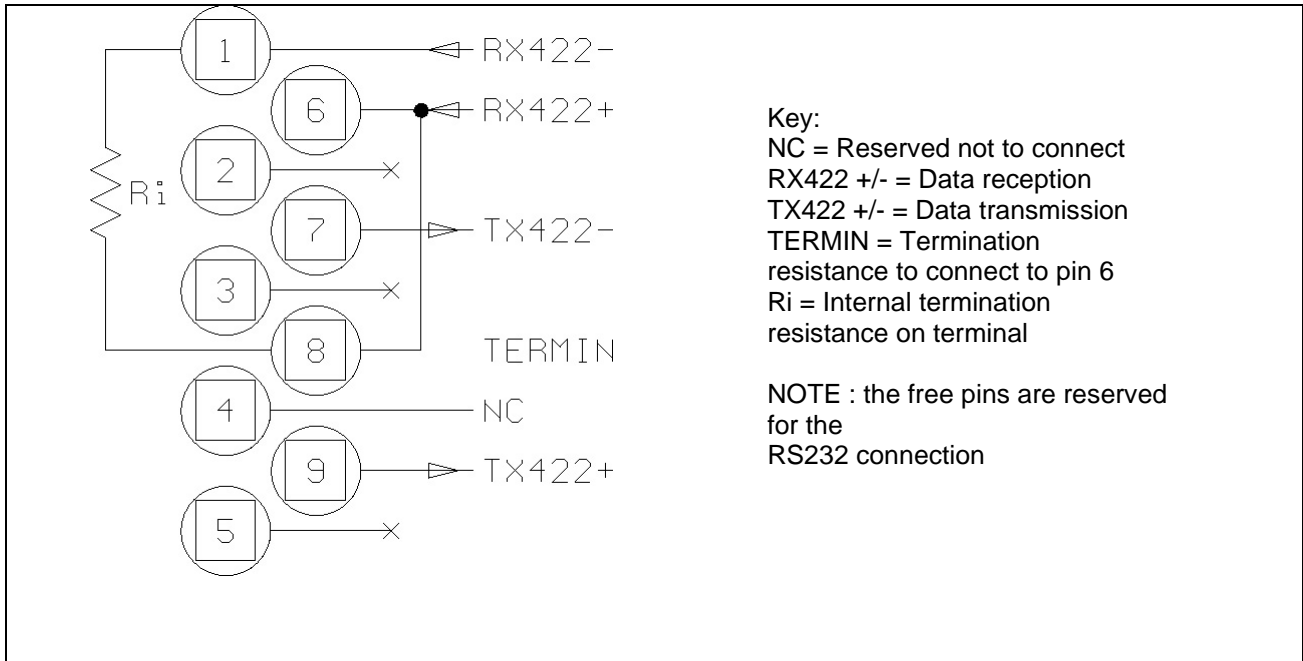 1
RX422-
6
RX422+
2
Ri
7
TX422-
3
8
TERMIN
4
NC
9
TX422+
5
Key:
NC = Reserved not to connect
RX422 +/- = Data reception
TX422 +/- = Data transmission
TERMIN = Termination
resistance to connect to pin 6
Ri = Internal termination
resistance on terminal
NOTE : the free pins are reserved
for the
RS232 connection